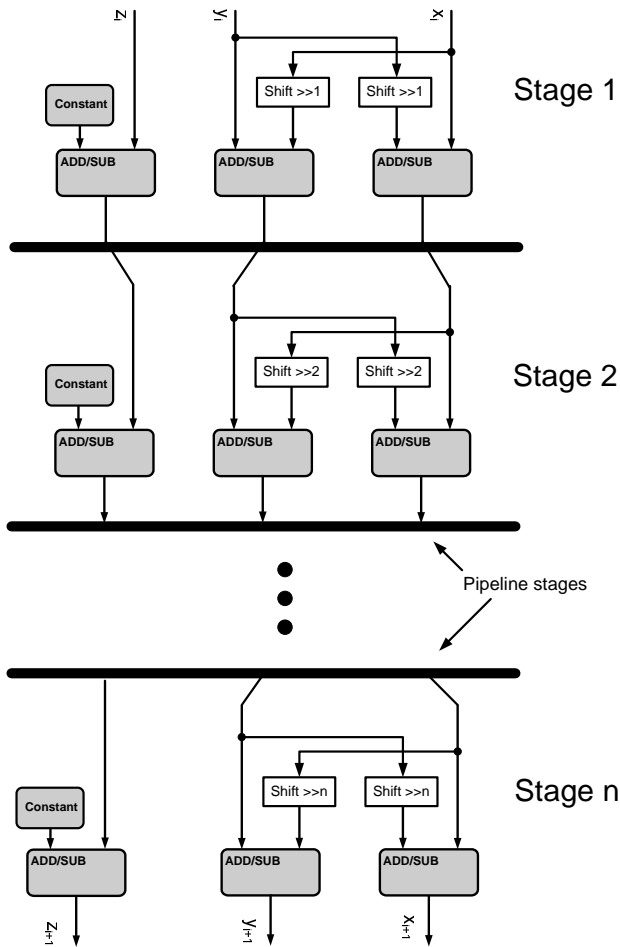 zᵢ yᵢ xᵢ
Stage 1
Shift >>1 Shift >>1
Constant
ADD/SUB ADD/SUB ADD/SUB
Stage 2
Shift >>2 Shift >>2
Constant
ADD/SUB ADD/SUB ADD/SUB
Pipeline stages
Stage n
Shift >>n Shift >>n
Constant
ADD/SUB ADD/SUB ADD/SUB
zᵢ₊₁ yᵢ₊₁ xᵢ₊₁